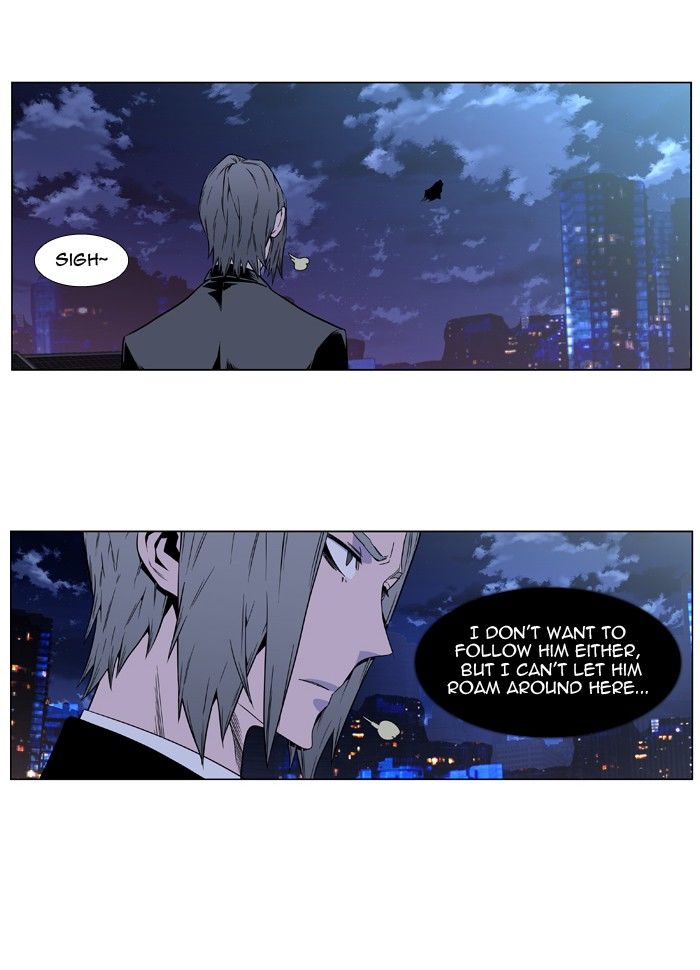 SIGH~
I DON'T WANT TO
FOLLOW HIM EITHER,
BUT I CAN'T LET HIM
ROAM AROUND HERE...